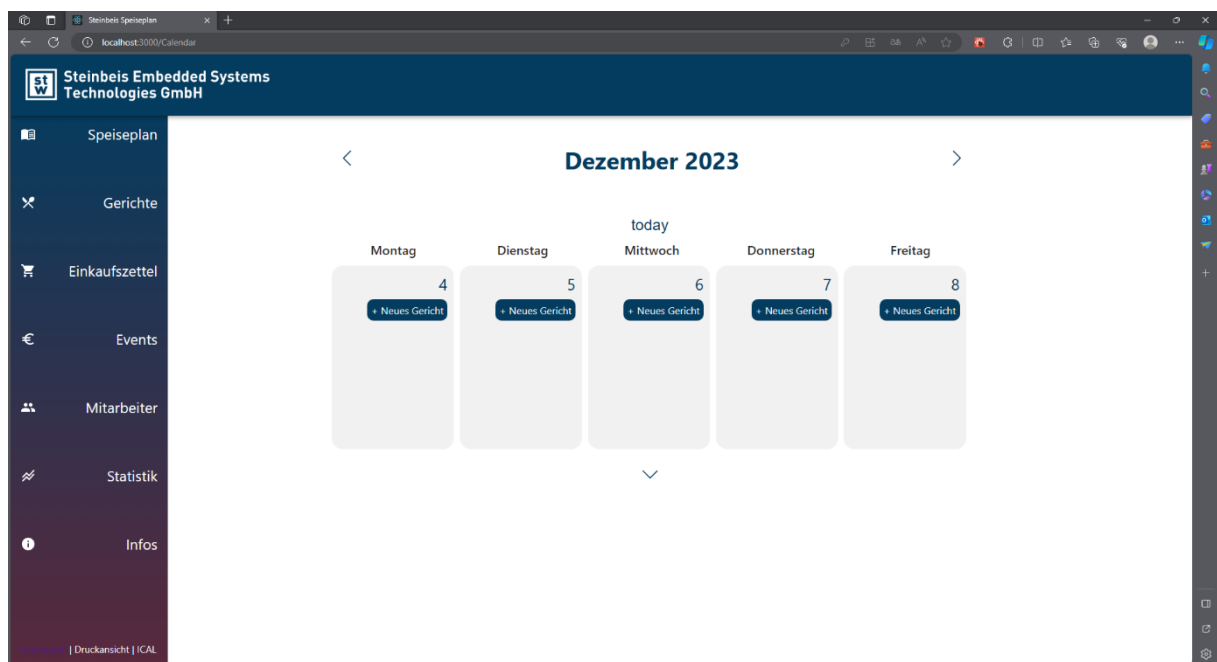 Steinbeis Speiseplan
localhost:3000/Calendar
stw Steinbeis Embedded Systems
Technologies GmbH
Speiseplan
Gerichte
Einkaufszettel
Events
Mitarbeiter
Statistik
Infos
| Druckansicht | ICAL
Dezember 2023
today
Montag Dienstag Mittwoch Donnerstag Freitag
4 5 6 7 8
+ Neues Gericht + Neues Gericht + Neues Gericht + Neues Gericht + Neues Gericht